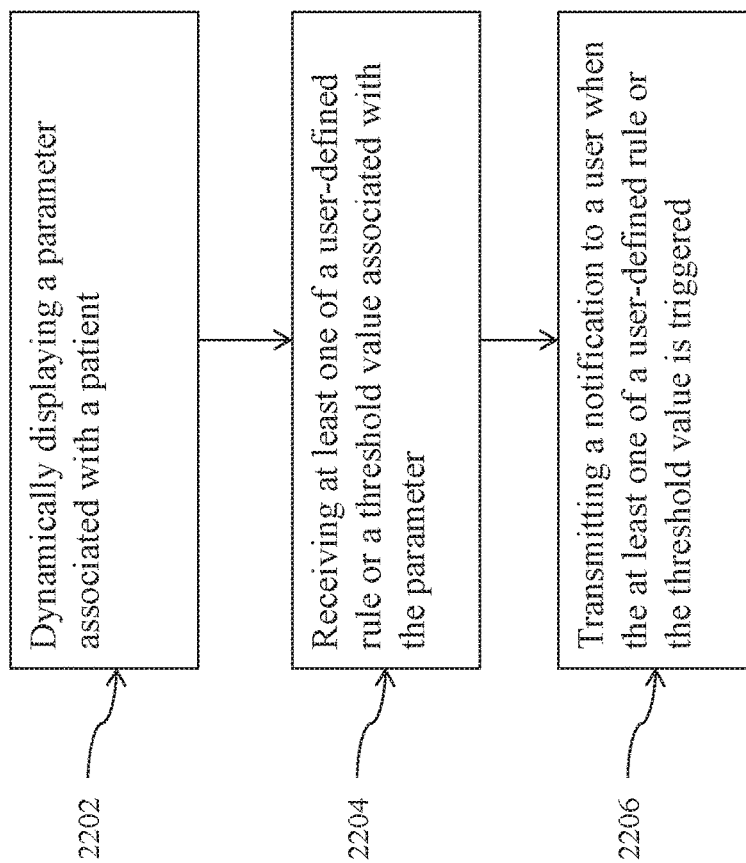 2202
Dynamically displaying a parameter
associated with a patient
2204
Receiving at least one of a user-defined
rule or a threshold value associated with
the parameter
2206
Transmitting a notification to a user when
the at least one of a user-defined rule or
the threshold value is triggered